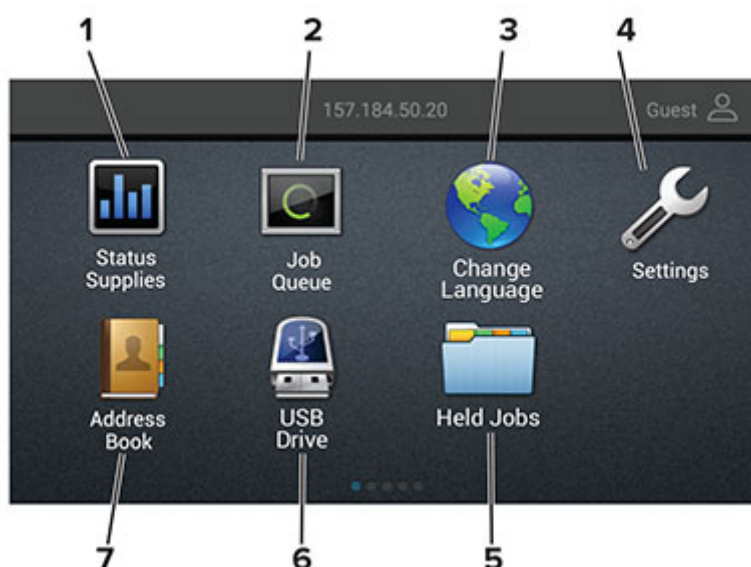 1 2 3 4
157.184.50.20 Guest
Status
Supplies
Job
Queue
Change
Language
Settings
Address
Book
USB
Drive
Held Jobs
7 6 5